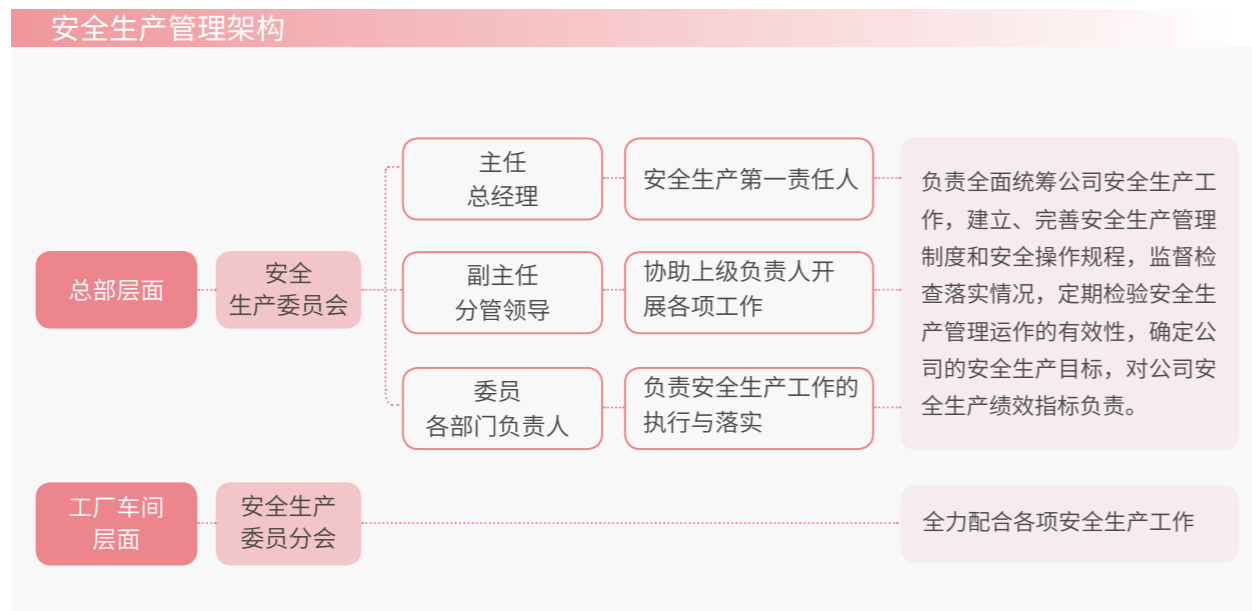 安全生产管理架构
总部层面
安全
生产委员会
主任
总经理
安全生产第一责任人
副主任
分管领导
协助上级负责人开
展各项工作
委员
各部门负责人
负责安全生产工作的
执行与落实
负责全面统筹公司安全生产工
作，建立、完善安全生产管理
制度和安全操作规程，监督检
查落实情况，定期检验安全生
产管理运作的有效性，确定公
司的安全生产目标，对公司安
全生产绩效指标负责。
工厂车间
层面
安全生产
委员分会
全力配合各项安全生产工作